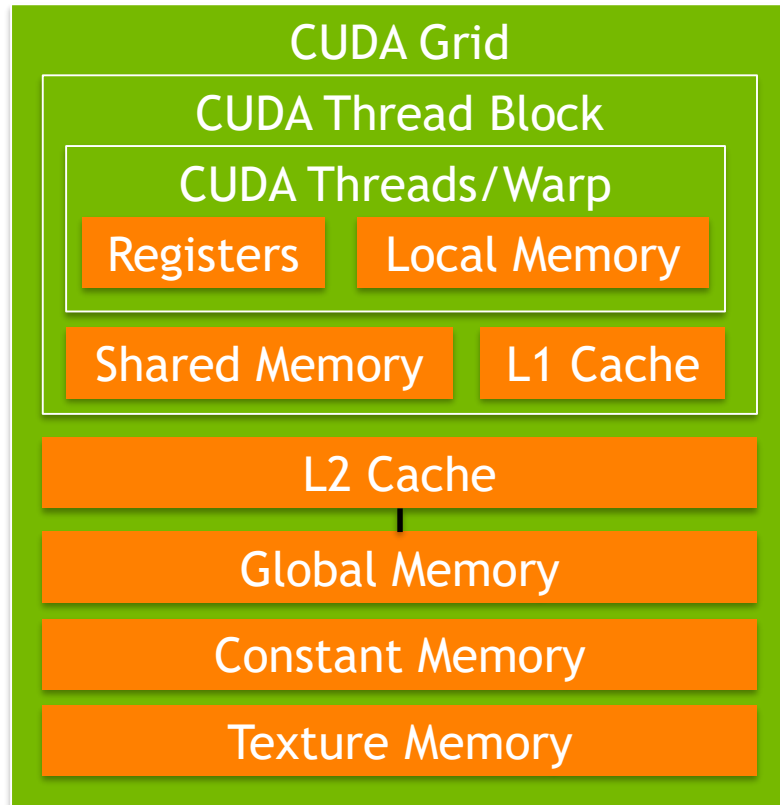 CUDA Grid
CUDA Thread Block
CUDA Threads/Warp
Registers
Local Memory
Shared Memory
L1 Cache
L2 Cache
Global Memory
Constant Memory
Texture Memory